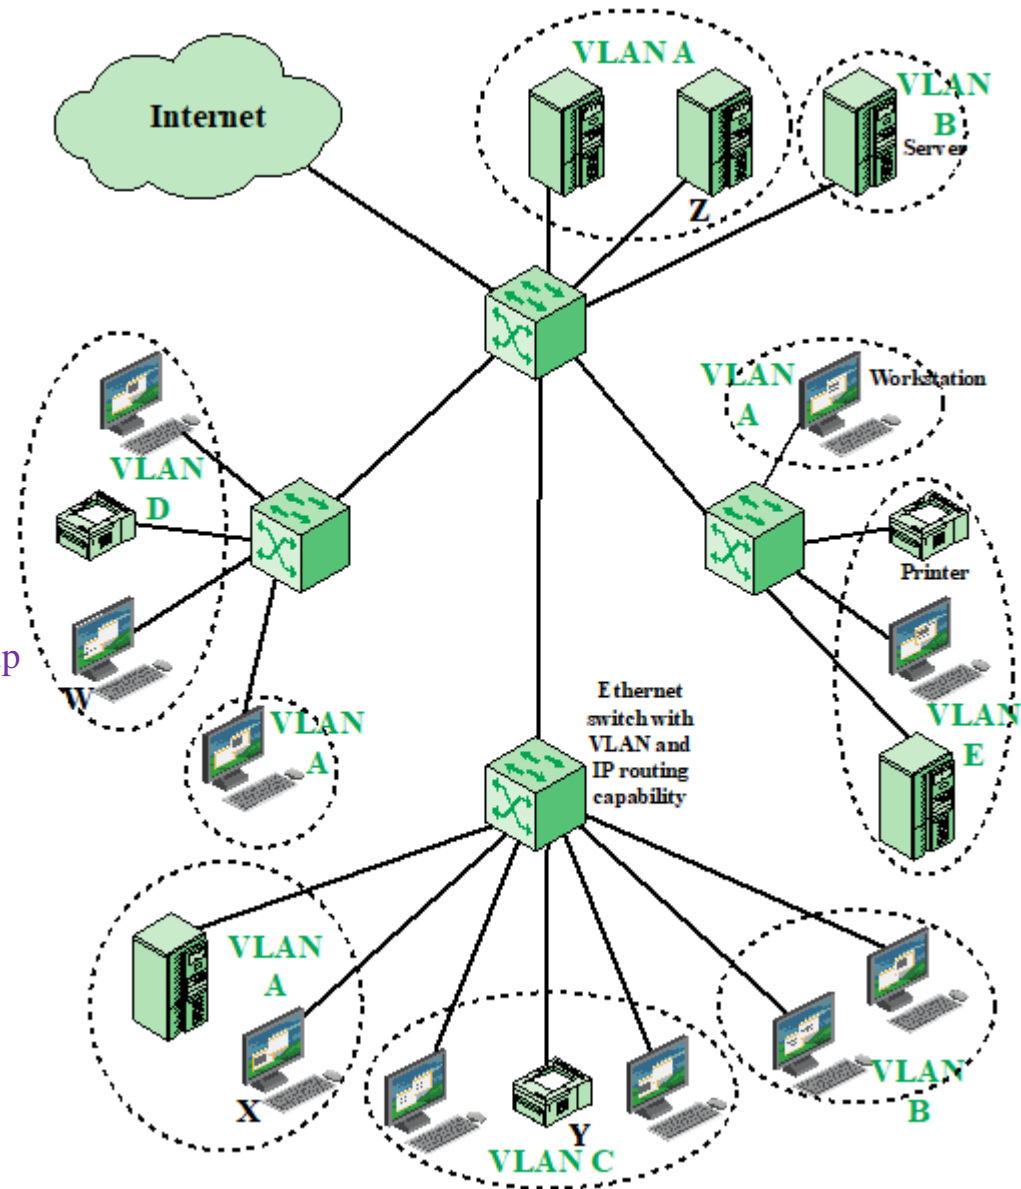 VLAN A
Internet
VLAN
B
Server
Z
VLAN
A
Workstation
VLAN
D
Printer
W
VLAN
A
Ethernet
switch with
VLAN and
IP routing
capability
VLAN
E
VLAN
A
X
Y
VLAN C
VLAN
B